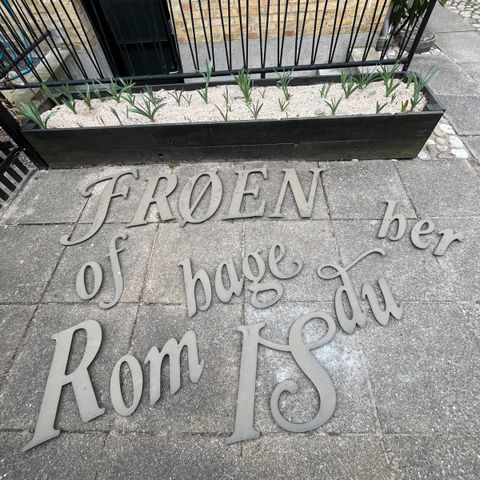 FRØEN
of hage her
Rom IS du